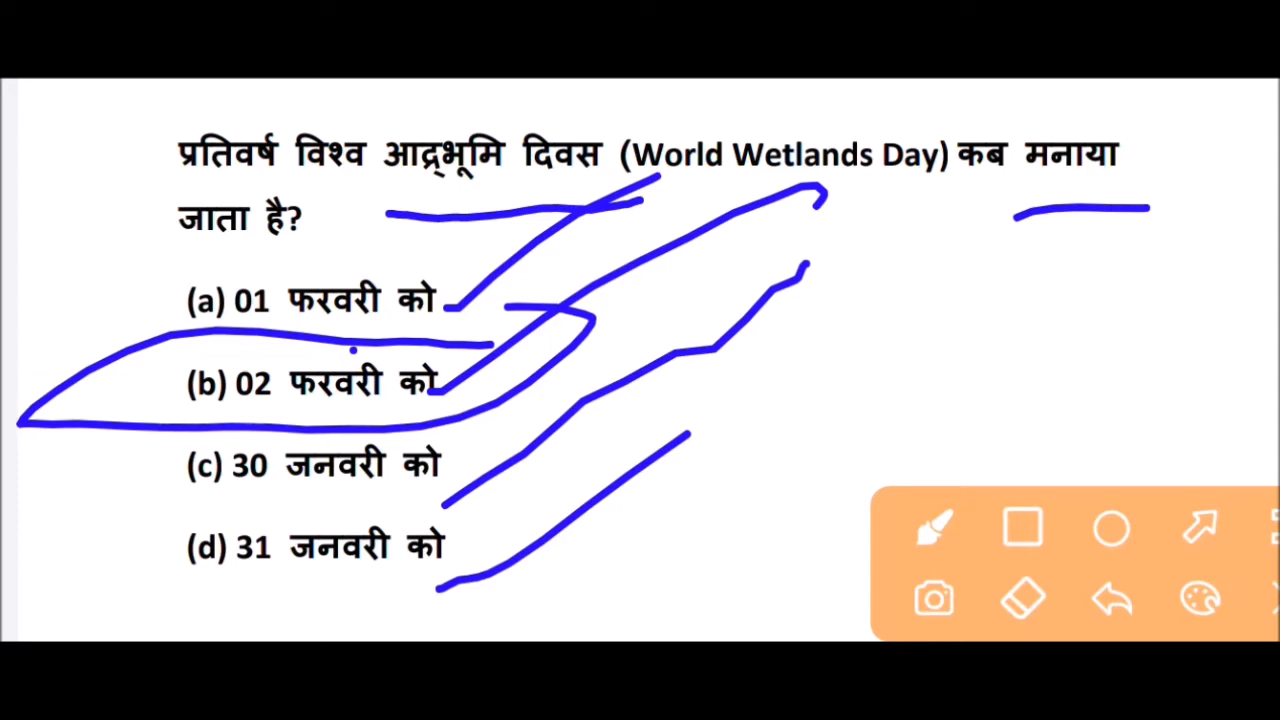 प्रतिवर्ष विश्व आद्र्भूमि दिवस (World Wetlands Day) कब मनाया
जाता है?
(a) 01 फरवरी को
(b) 02 फरवरी को
(c) 30 जनवरी को
(d) 31 जनवरी को